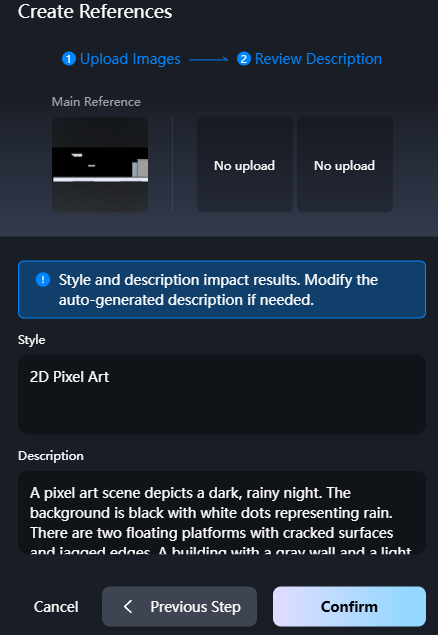 Create References
1 Upload Images 2 Review Description
Main Reference
No upload No upload
! Style and description impact results. Modify the
auto-generated description if needed.
Style
2D Pixel Art
Description
A pixel art scene depicts a dark, rainy night. The
background is black with white dots representing rain.
There are two floating platforms with cracked surfaces
and jagged edges. A building with a gray wall and a light
Cancel Previous Step Confirm